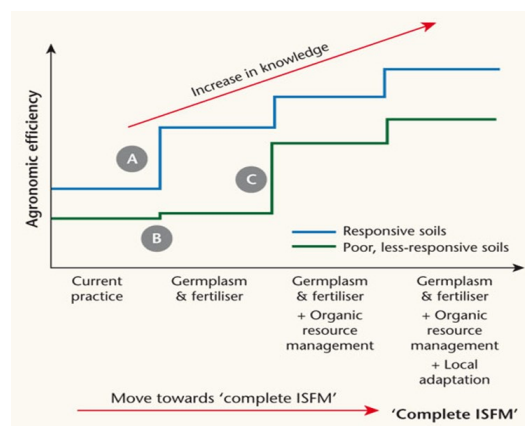 Increase in knowledge
Agronomic efficiency
A
B
C
Responsive soils
Poor, less-responsive soils
Current
practice
Germplasm
& fertiliser
Germplasm
& fertiliser
+ Organic
resource
management
Germplasm
& fertiliser
+ Organic
resource
management
+ Local
adaptation
Move towards ‘complete ISFM’
‘Complete ISFM’